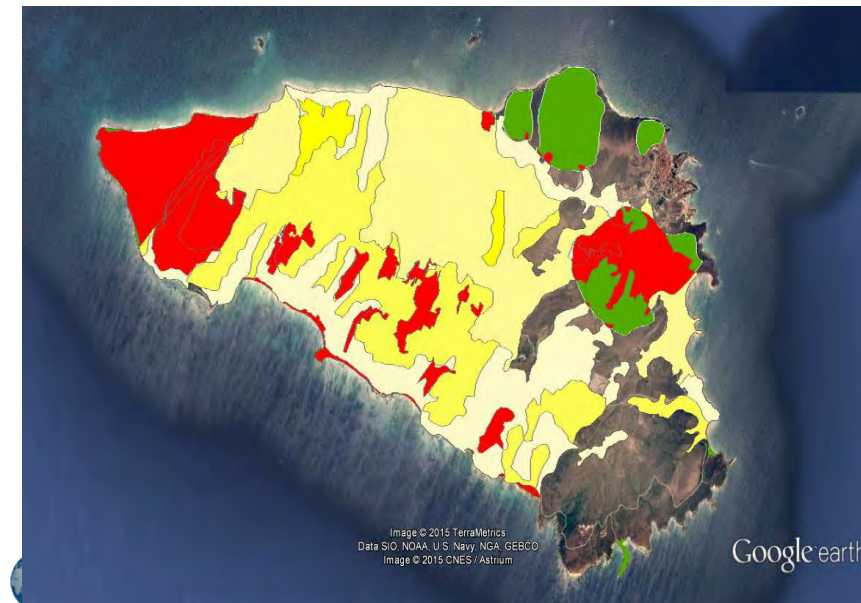 Image © 2015 TerraMetrics
Data SIO, NOAA, U.S. Navy, NGA, GEBCO
Image © 2015 CNES / Astrium
Google earth